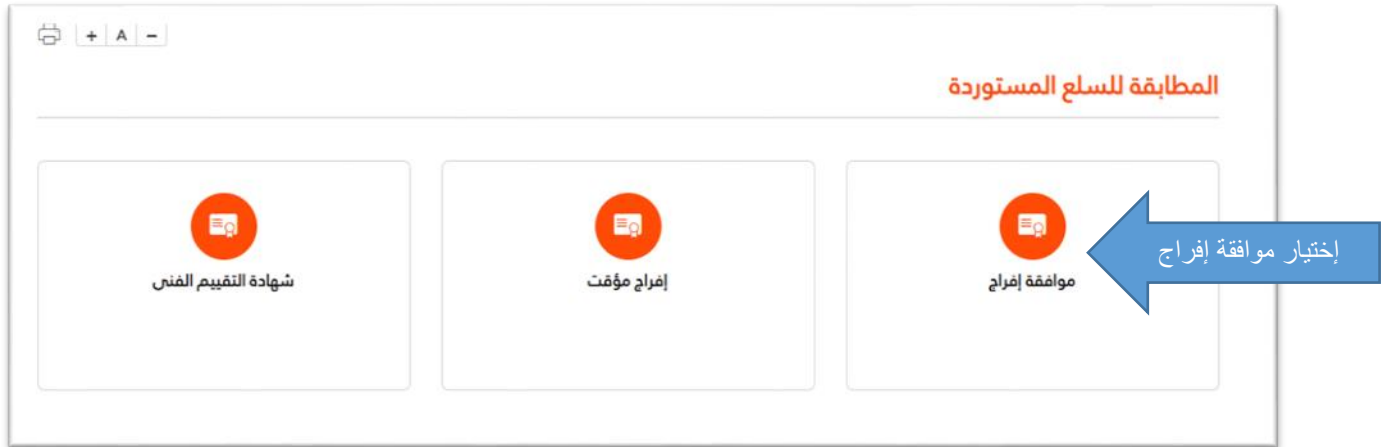 + A -
المطابقة للسلع المستوردة
موافقة إفراج
إفراج مؤقت
شهادة التقييم الفنى
إختيار موافقة إفراج